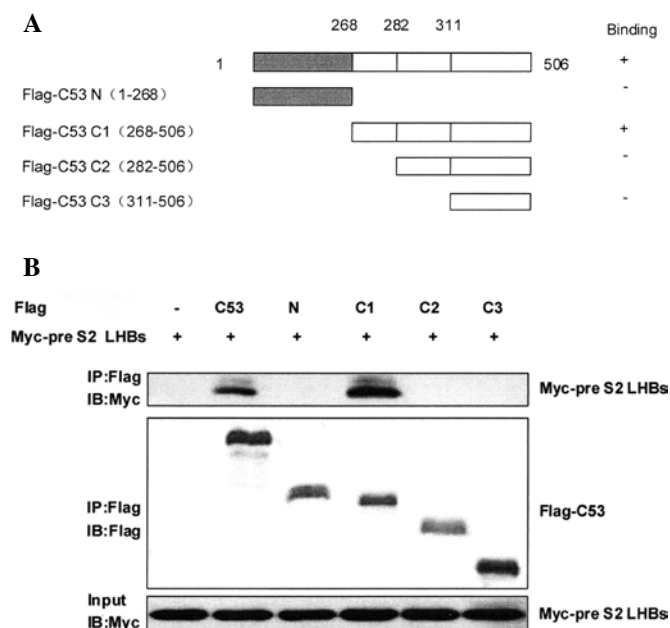 A
268 282 311 Binding
1 506 +
Flag-C53 N（1-268） -
Flag-C53 C1（268-506） +
Flag-C53 C2（282-506） -
Flag-C53 C3（311-506） -
B
Flag - C53 N C1 C2 C3
Myc-pre S2 LHBs + + + + + +
IP:Flag
IB:Myc
Myc-pre S2 LHBs
IP:Flag
IB:Flag
Flag-C53
Input
IB:Myc
Myc-pre S2 LHBs